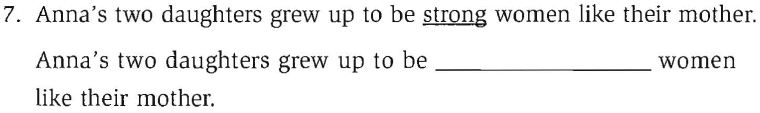 7. Anna's two daughters grew up to be strong women like their mother.
Anna's two daughters grew up to be ____________________ women
like their mother.